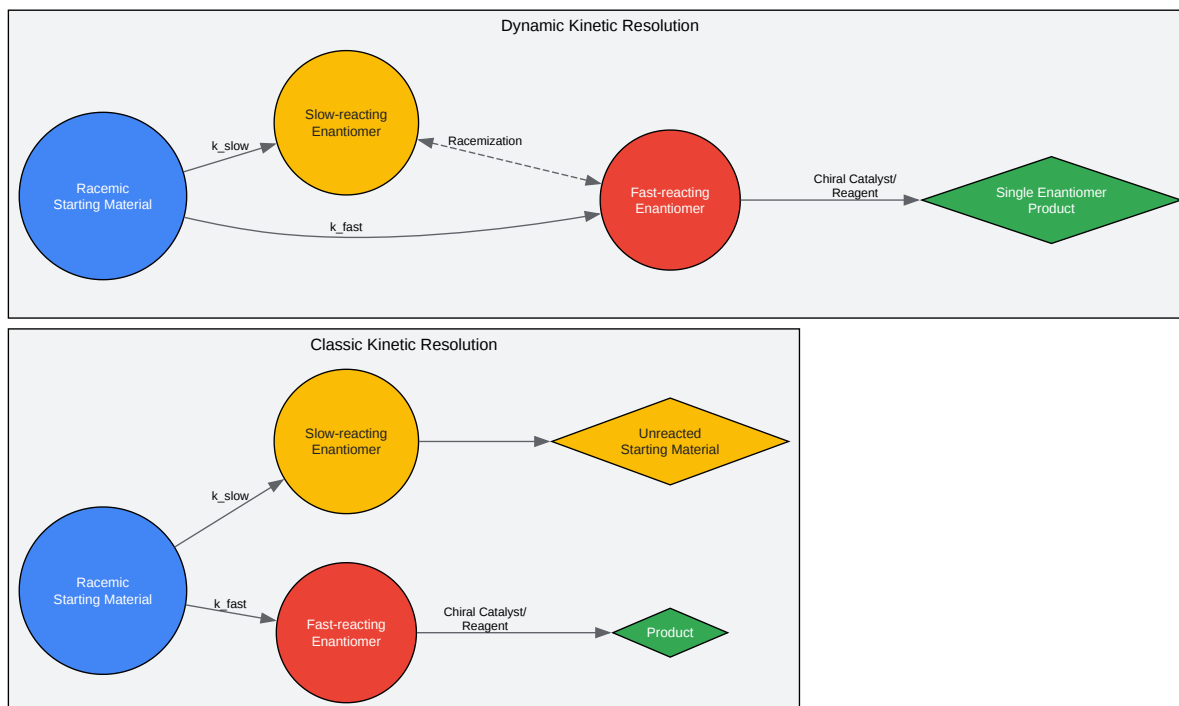 Dynamic Kinetic Resolution
Slow-reacting
Enantiomer
k_slow
Racemization
Racemic
Starting Material
Fast-reacting
Enantiomer
Chiral Catalyst/
Reagent
Single Enantiomer
Product
k_fast
Classic Kinetic Resolution
Slow-reacting
Enantiomer
Unreacted
Starting Material
k_slow
Racemic
Starting Material
k_fast
Fast-reacting
Enantiomer
Chiral Catalyst/
Reagent
Product